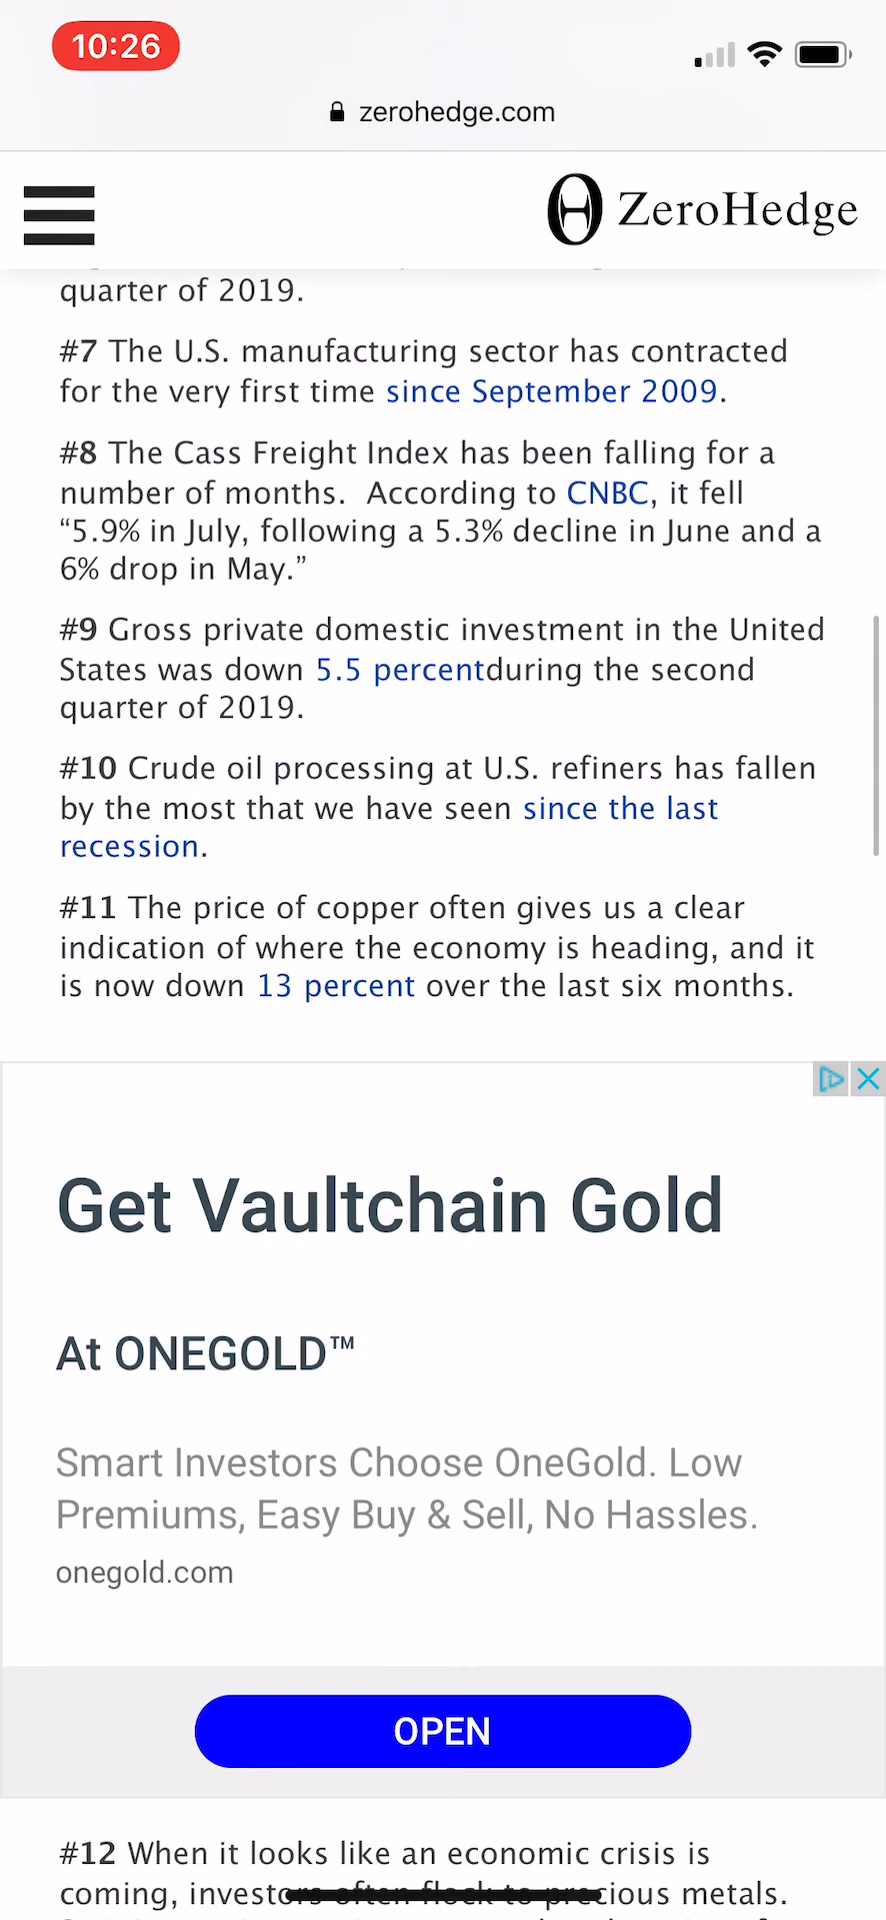 10:26
zerohedge.com
ZeroHedge
quarter of 2019.
#7 The U.S. manufacturing sector has contracted
for the very first time since September 2009.
#8 The Cass Freight Index has been falling for a
number of months.  According to CNBC, it fell
“5.9% in July, following a 5.3% decline in June and a
6% drop in May.”
#9 Gross private domestic investment in the United
States was down 5.5 percentduring the second
quarter of 2019.
#10 Crude oil processing at U.S. refiners has fallen
by the most that we have seen since the last
recession.
#11 The price of copper often gives us a clear
indication of where the economy is heading, and it
is now down 13 percent over the last six months.
Get Vaultchain Gold
At ONEGOLD™
Smart Investors Choose OneGold. Low
Premiums, Easy Buy & Sell, No Hassles.
onegold.com
OPEN
#12 When it looks like an economic crisis is
coming, investors often flock to precious metals.